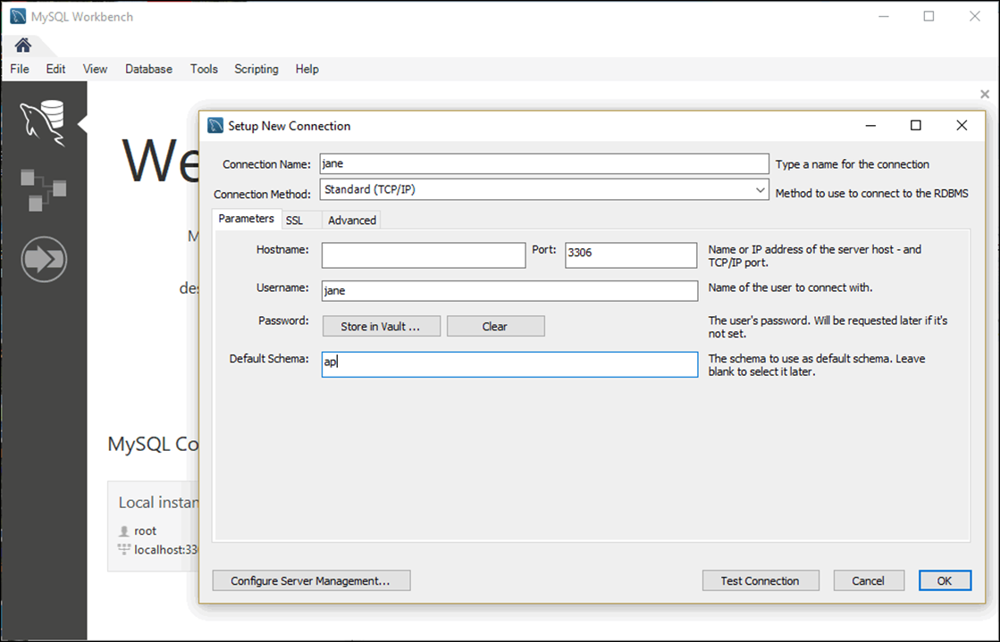 MySQL Workbench
File Edit View Database Tools Scripting Help
We
M
des
MySQL Co
Local instan
root
localhost:330
Setup New Connection
Connection Name: jane Type a name for the connection
Connection Method: Standard (TCP/IP) Method to use to connect to the RDBMS
Parameters SSL Advanced
Hostname: Port: 3306 Name or IP address of the server host - and
TCP/IP port.
Username: jane Name of the user to connect with.
Password: Store in Vault ... Clear The user's password. Will be requested later if it's
not set.
Default Schema: ap The schema to use as default schema. Leave
blank to select it later.
Configure Server Management... Test Connection Cancel OK